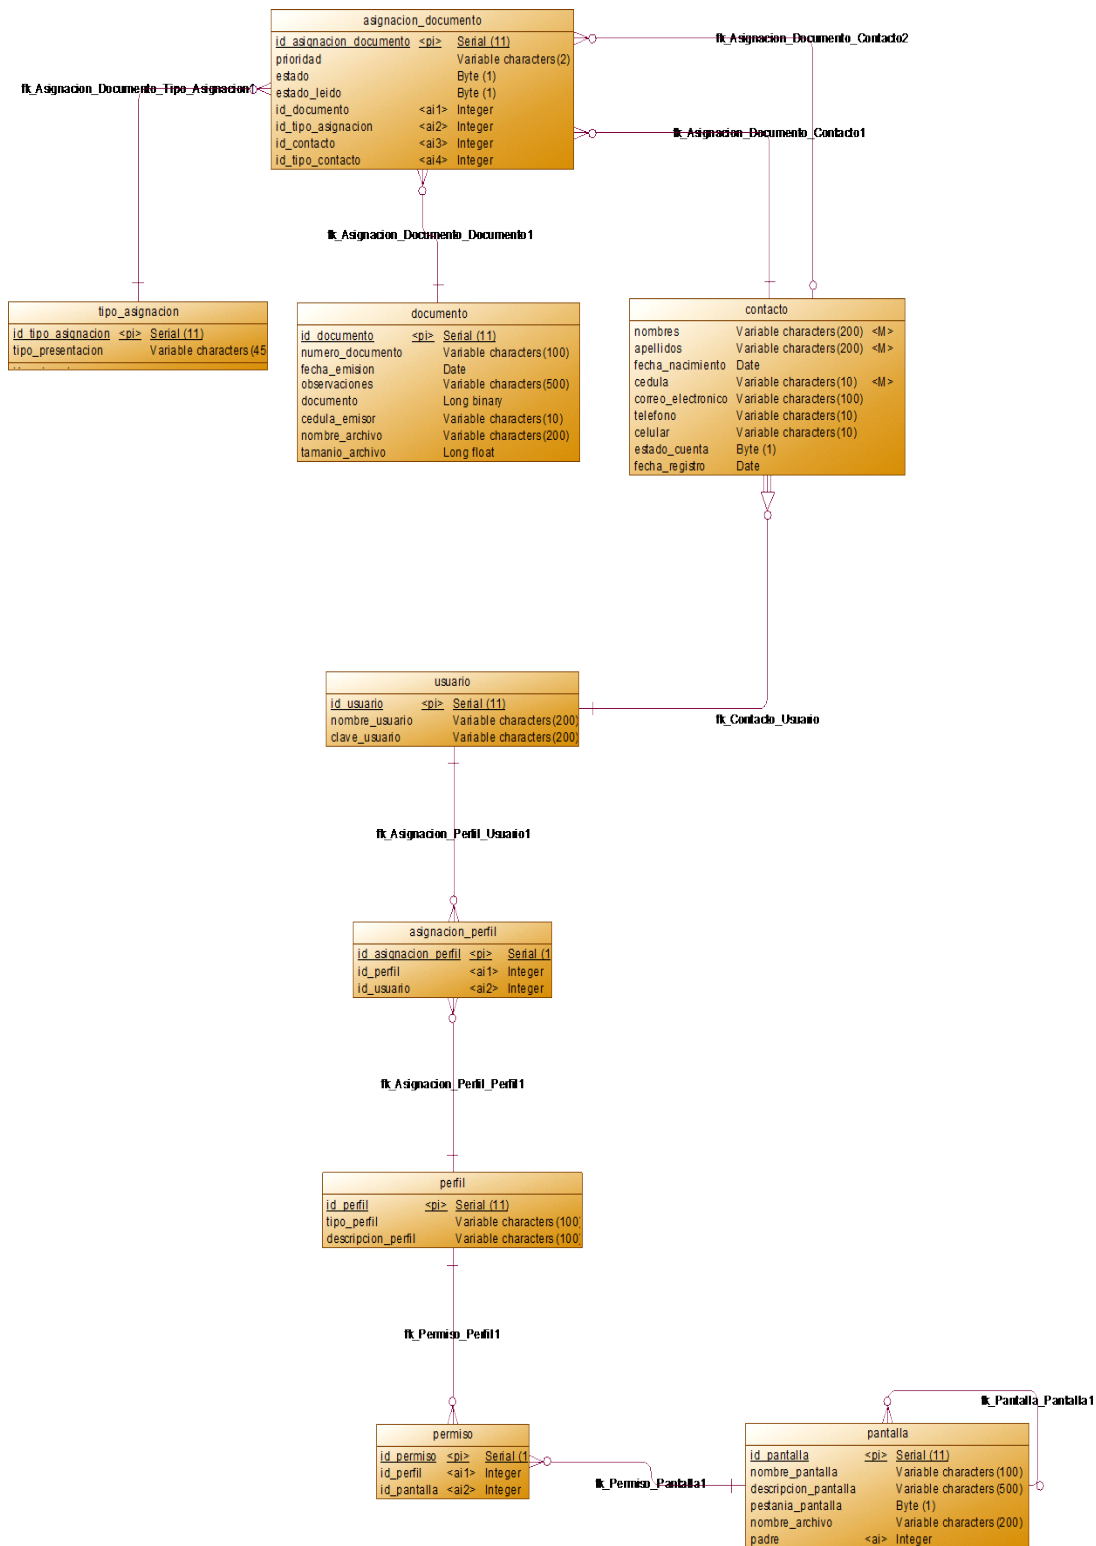 asignacion_documento
id_asignacion_documento <pi> Serial (11)
prioridad Variable characters (2)
estado Byte (1)
estado_leido Byte (1)
id_documento <ai1> Integer
id_tipo_asignacion <ai2> Integer
id_contacto <ai3> Integer
id_tipo_contacto <ai4> Integer
fk_Asignacion_Documento_Contacto2
fk_Asignacion_Documento_Tipo_Asignacion1
fk_Asignacion_Documento_Contacto1
fk_Asignacion_Documento_Documento1
tipo_asignacion
id_tipo_asignacion <pi> Serial (11)
tipo_presentacion Variable characters (45
documento
id_documento <pi> Serial (11)
numero_documento Variable characters (100)
fecha_emision Date
observaciones Variable characters (500)
documento Long binary
cedula_emisor Variable characters (10)
nombre_archivo Variable characters (200)
tamanio_archivo Long float
contacto
nombres Variable characters (200) <M>
apellidos Variable characters (200) <M>
fecha_nacimiento Date
cedula Variable characters (10) <M>
correo_electronico Variable characters (100)
telefono Variable characters (10)
celular Variable characters (10)
estado_cuenta Byte (1)
fecha_registro Date
usuario
id_usuario <pi> Serial (11)
nombre_usuario Variable characters (200)
clave_usuario Variable characters (200)
fk_Contacto_Usuario
fk_Asignacion_Perfil_Usuario1
asignacion_perfil
id_asignacion_perfil <pi> Serial (1
id_perfil <ai1> Integer
id_usuario <ai2> Integer
fk_Asignacion_Perfil_Perfil1
perfil
id_perfil <pi> Serial (11)
tipo_perfil Variable characters (100)
descripcion_perfil Variable characters (100)
fk_Permiso_Perfil1
permiso
id_permiso <pi> Serial (1
id_perfil <ai1> Integer
id_pantalla <ai2> Integer
fk_Permiso_Pantalla1
fk_Pantalla_Pantalla1
pantalla
id_pantalla <pi> Serial (11)
nombre_pantalla Variable characters (100)
descripcion_pantalla Variable characters (500)
pestania_pantalla Byte (1)
nombre_archivo Variable characters (200)
padre <ai> Integer